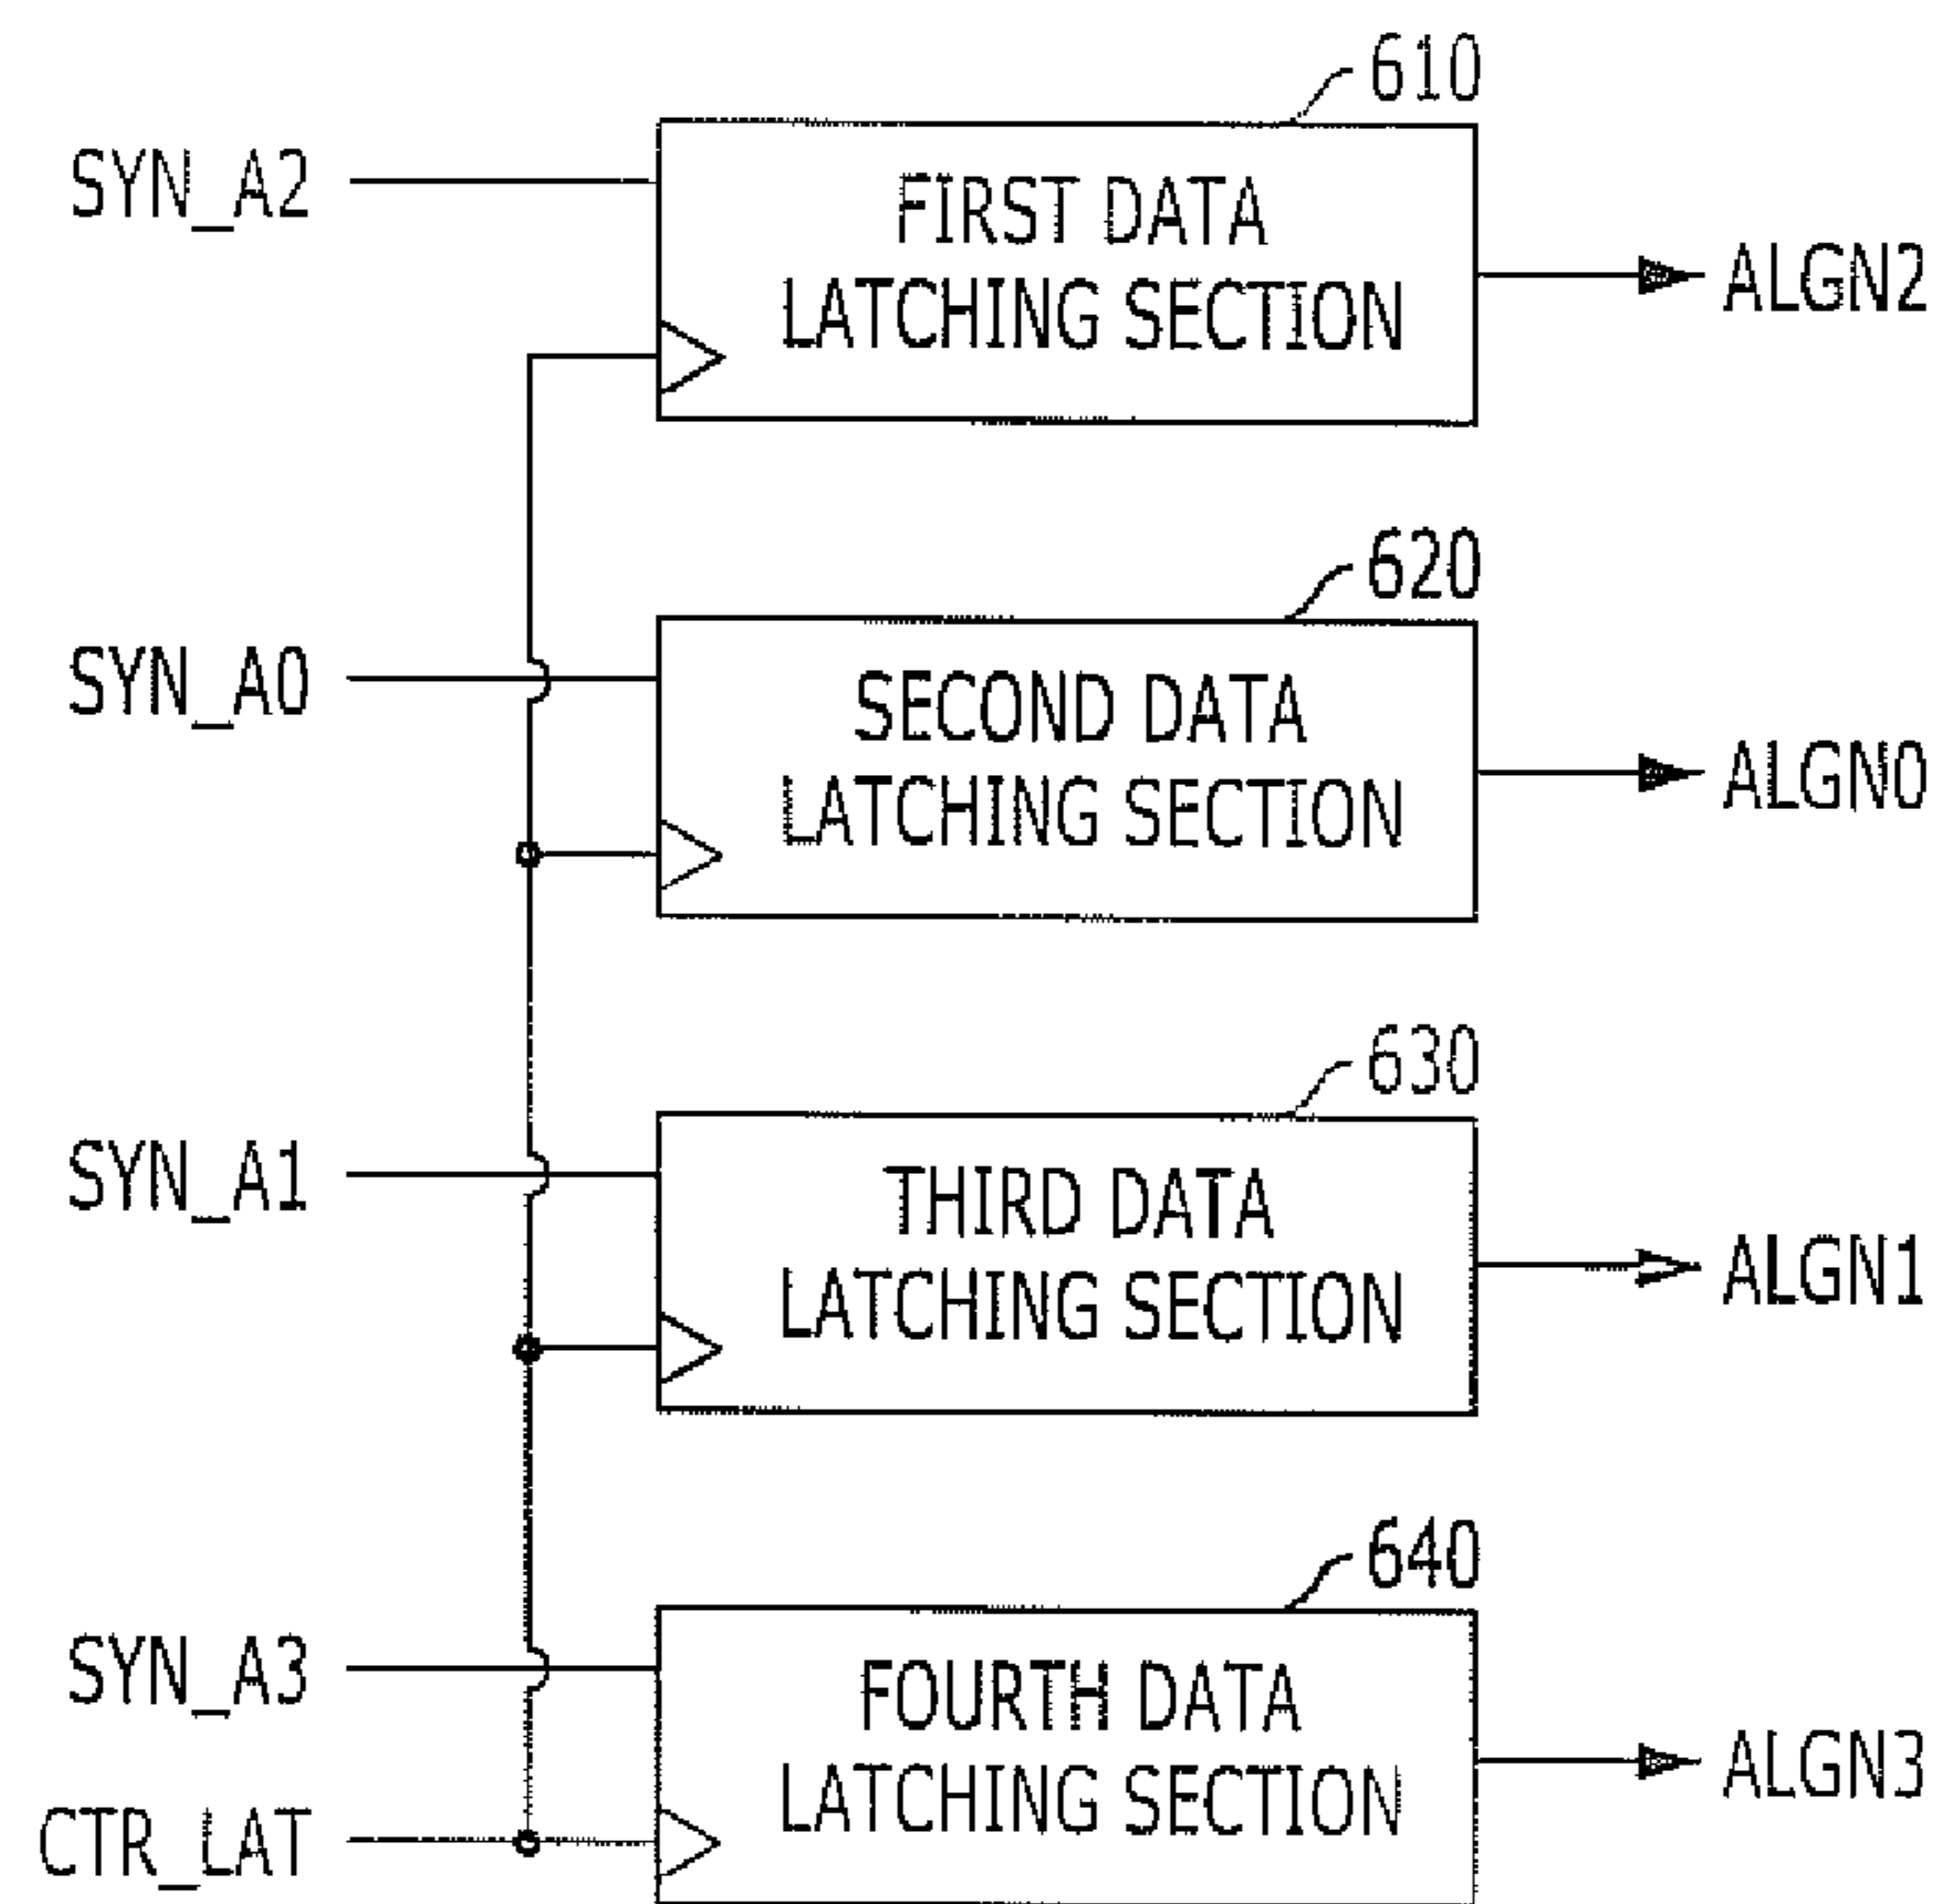 610
SYN_A2
FIRST DATA
LATCHING SECTION
ALGN2
620
SYN_A0
SECOND DATA
LATCHING SECTION
ALGN0
630
SYN_A1
THIRD DATA
LATCHING SECTION
ALGN1
640
SYN_A3
FOURTH DATA
LATCHING SECTION
ALGN3
CTR_LAT